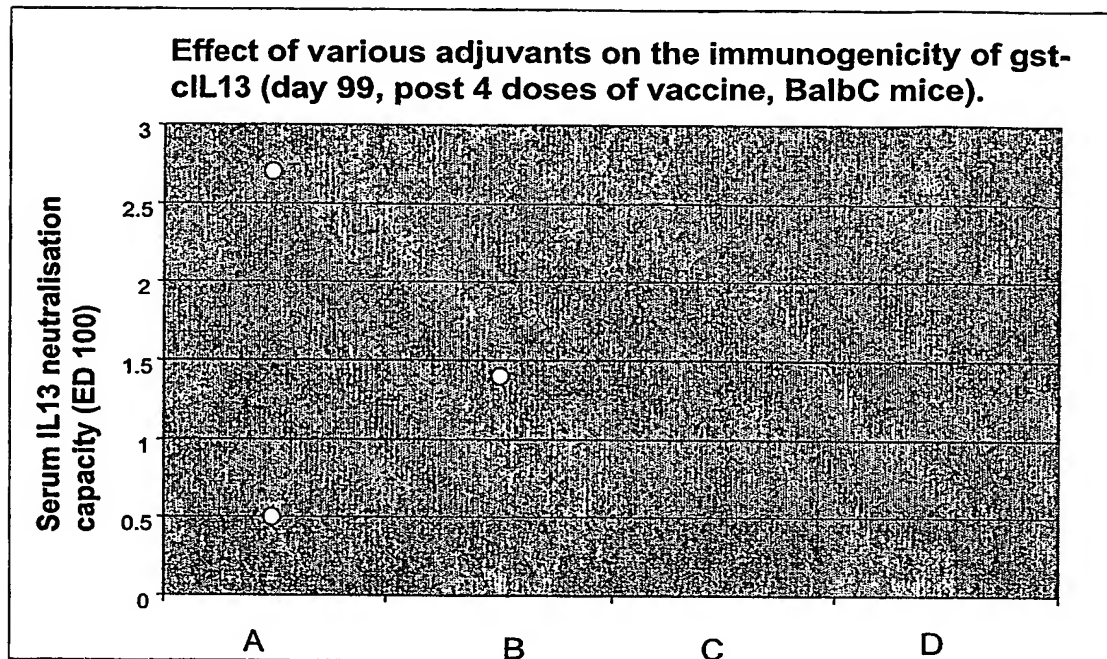 Effect of various adjuvants on the immunogenicity of gst-
cIL13 (day 99, post 4 doses of vaccine, BalbC mice).
Serum IL13 neutralisation
capacity (ED 100)
3
2.5
2
1.5
1
0.5
0
A B C D